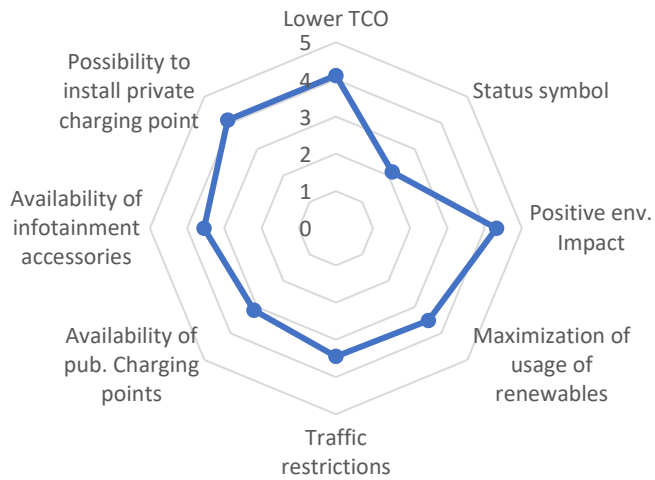 Lower TCO
5
4
3
2
1
0
Status symbol
Positive env.
Impact
Maximization of
usage of
renewables
Traffic
restrictions
Availability of
pub. Charging
points
Availability of
infotainment
accessories
Possibility to
install private
charging point